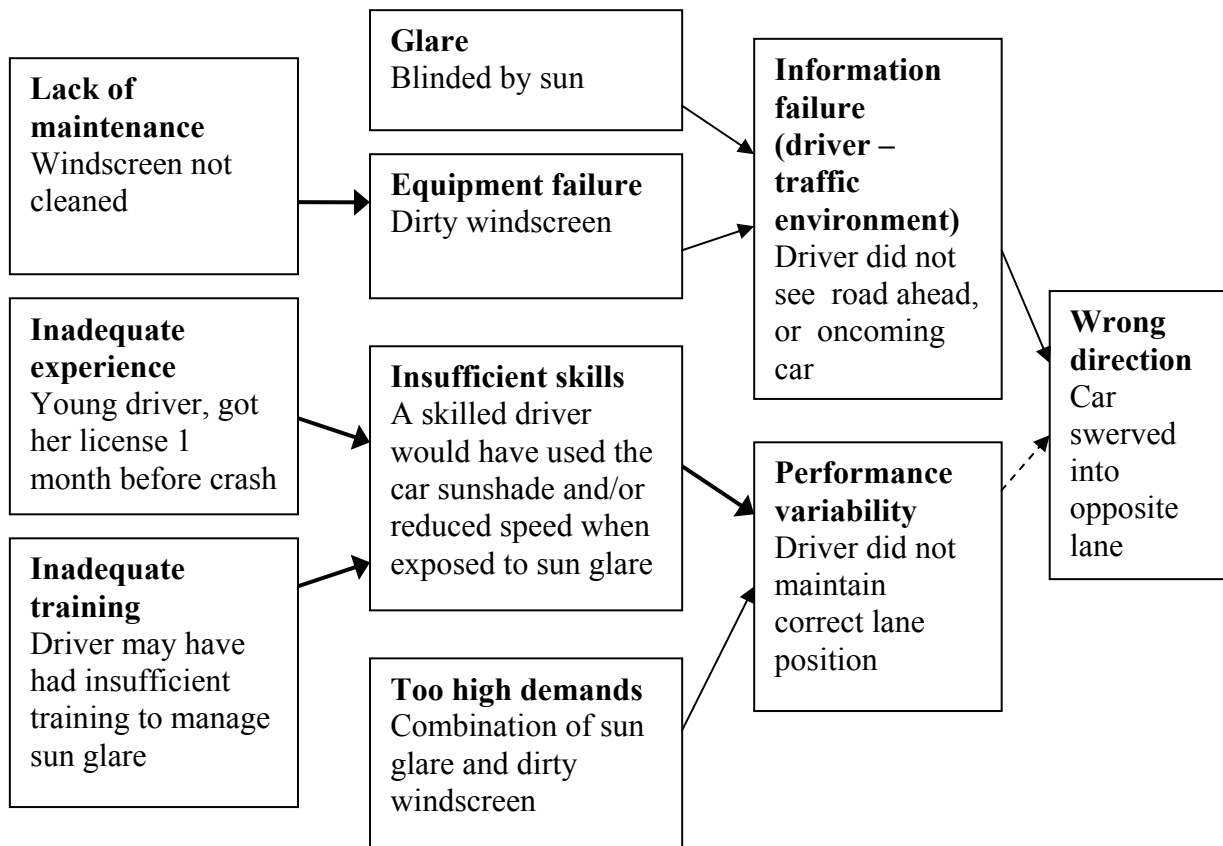 Lack of
maintenance
Windscreen not
cleaned
Inadequate
experience
Young driver, got
her license 1
month before crash
Inadequate
training
Driver may have
had insufficient
training to manage
sun glare
Glare
Blinded by sun
Equipment failure
Dirty windscreen
Insufficient skills
A skilled driver
would have used the
car sunshade and/or
reduced speed when
exposed to sun glare
Too high demands
Combination of sun
glare and dirty
windscreen
Information
failure
(driver –
traffic
environment)
Driver did not
see road ahead,
or oncoming
car
Performance
variability
Driver did not
maintain
correct lane
position
Wrong
direction
Car
swerved
into
opposite
lane